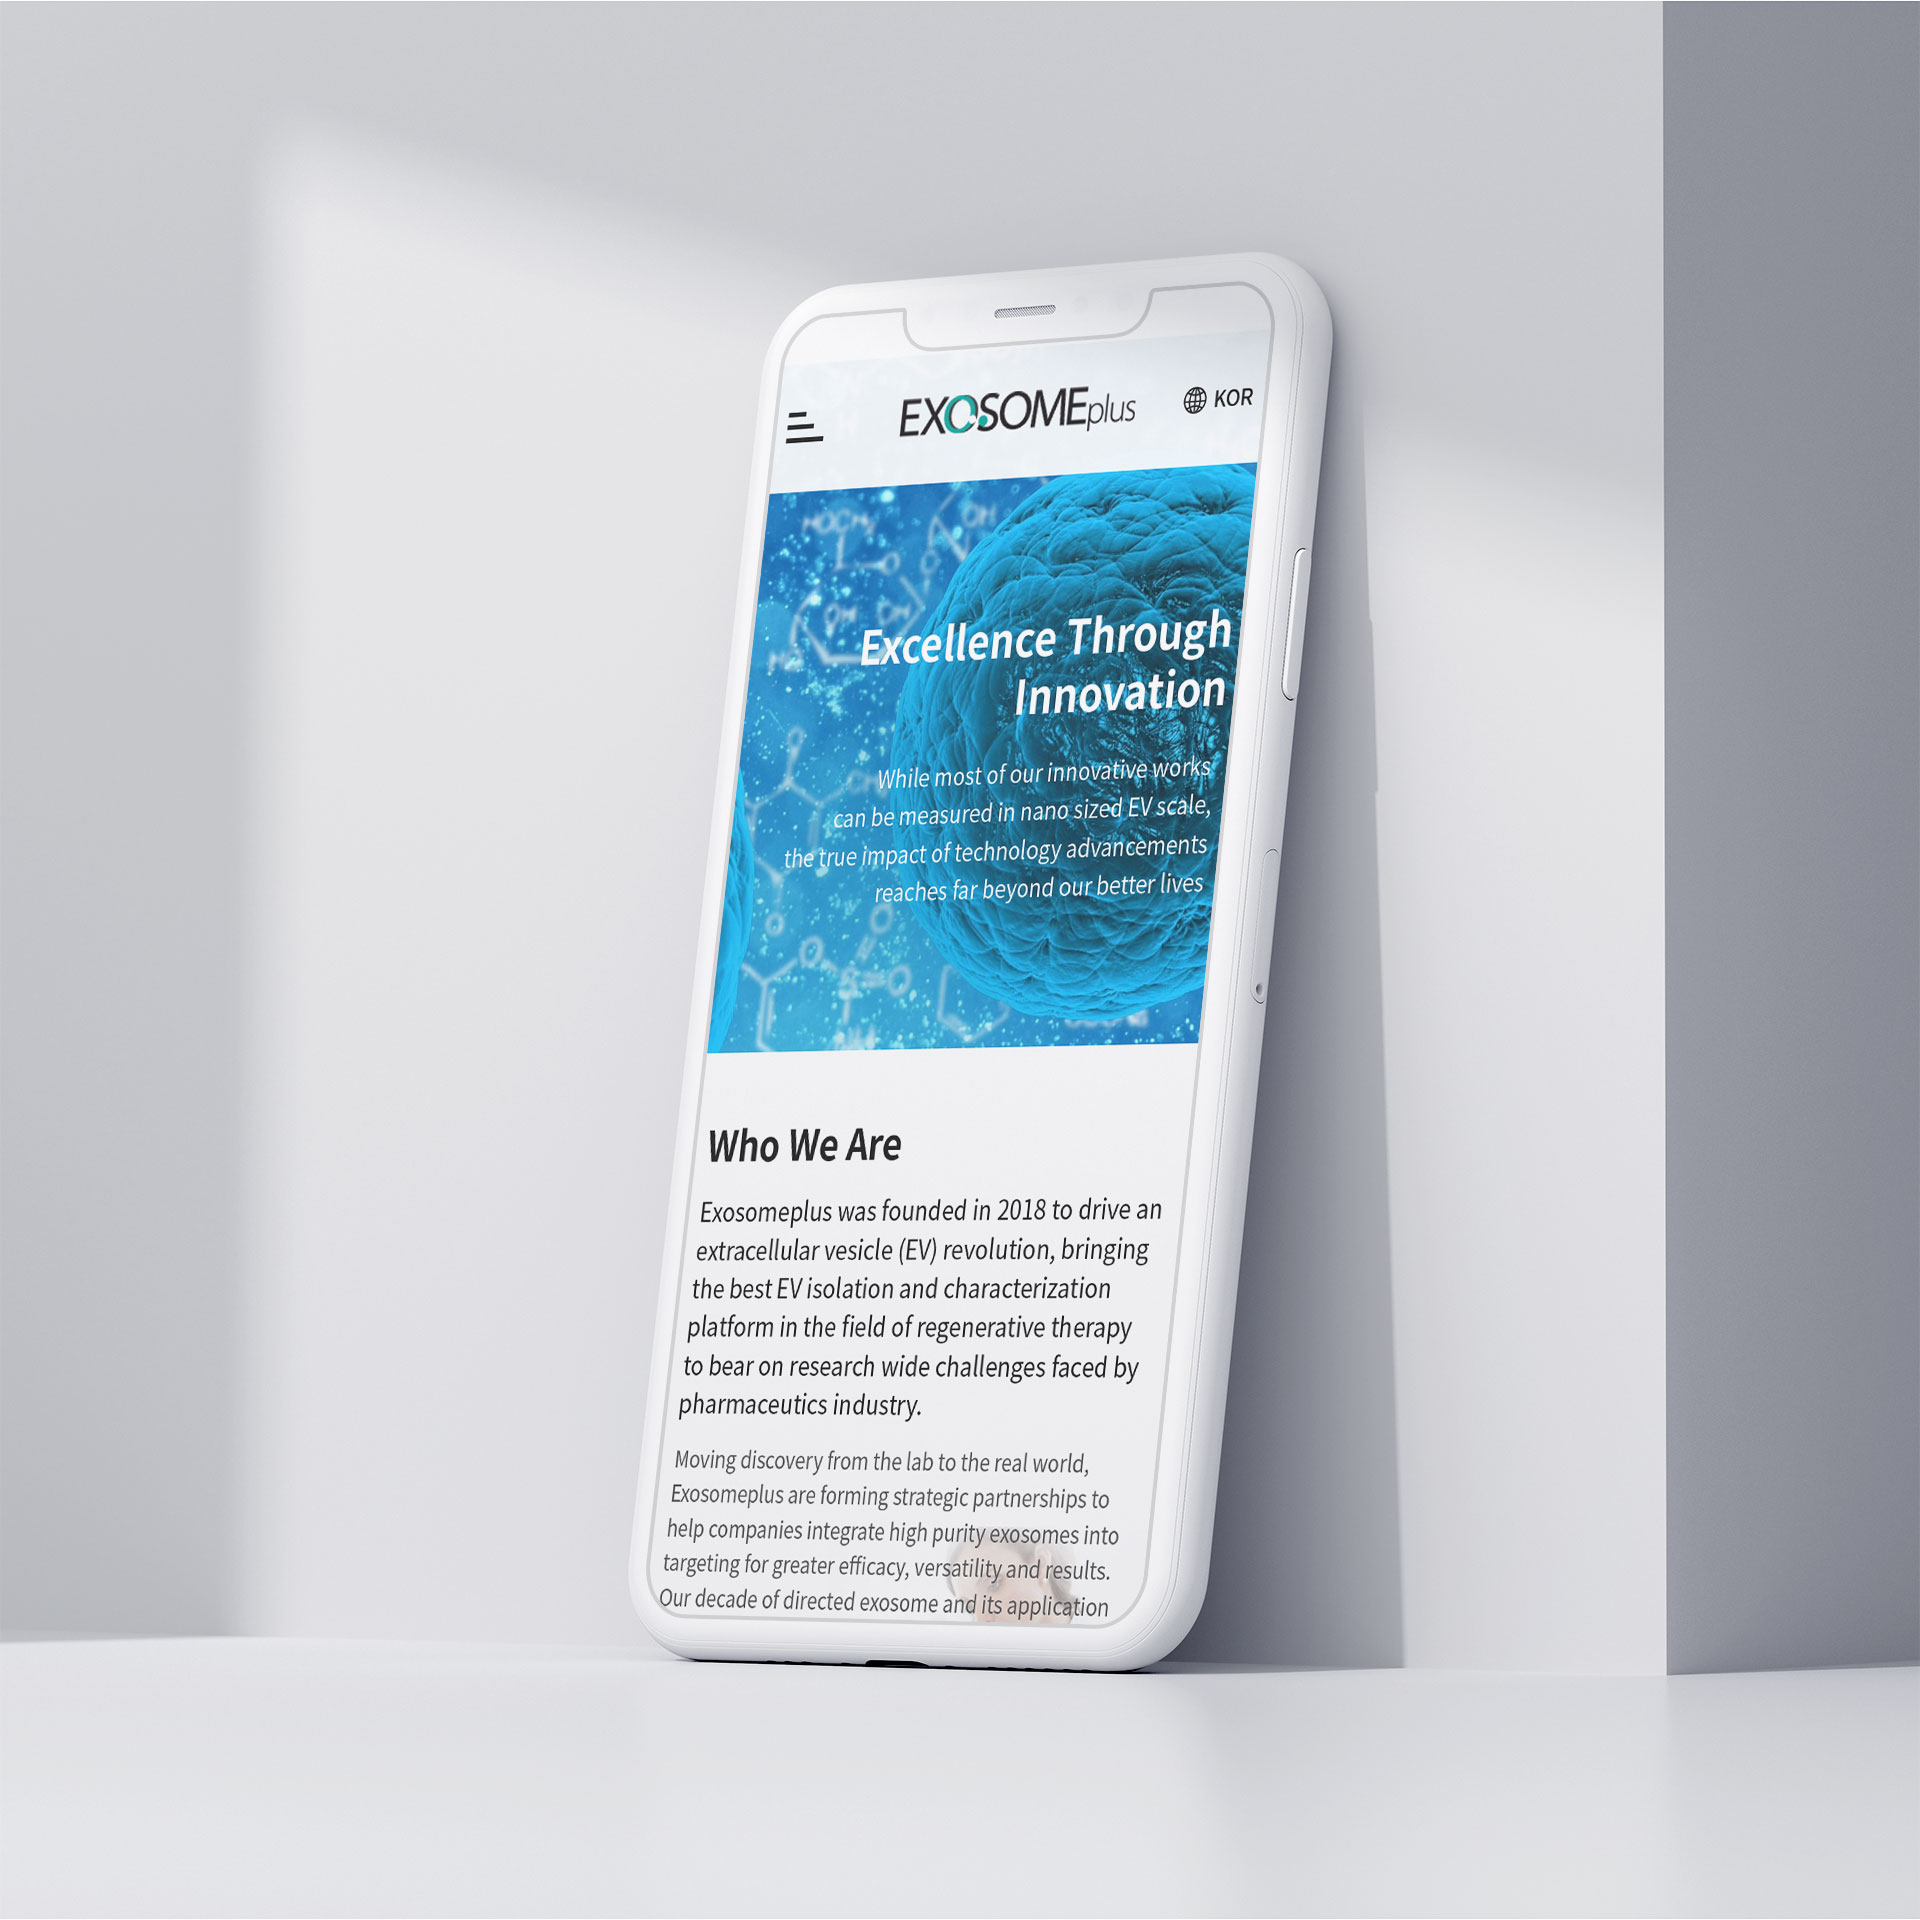 EXOSOMEplus
KOR
Excellence Through
Innovation
While most of our innovative works
can be measured in nano sized EV scale,
the true impact of technology advancements
reaches far beyond our better lives
Who We Are
Exosomeplus was founded in 2018 to drive an
extracellular vesicle (EV) revolution, bringing
the best EV isolation and characterization
platform in the field of regenerative therapy
to bear on research wide challenges faced by
pharmaceutics industry.
Moving discovery from the lab to the real world,
Exosomeplus are forming strategic partnerships to
help companies integrate high purity exosomes into
targeting for greater efficacy, versatility and results.
Our decade of directed exosome and its application